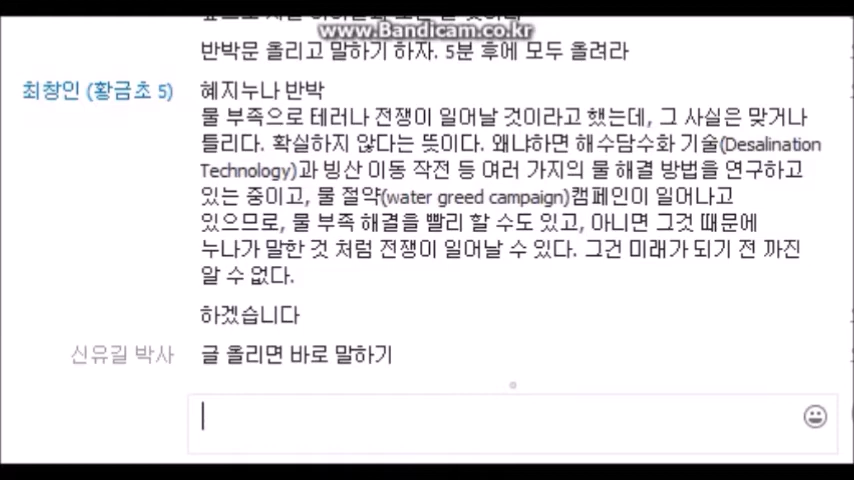 www.Bandicam.co.kr
반박문 올리고 말하기 하자. 5분 후에 모두 올려라
최창인 (황금초 5) 혜지누나 반박
물 부족으로 테러나 전쟁이 일어날 것이라고 했는데, 그 사실은 맞거나
틀리다. 확실하지 않다는 뜻이다. 왜냐하면 해수담수화 기술(Desalination
Technology)과 빙산 이동 작전 등 여러 가지의 물 해결 방법을 연구하고
있는 중이고, 물 절약(water greed campaign)캠페인이 일어나고
있으므로, 물 부족 해결을 빨리 할 수도 있고, 아니면 그것 때문에
누나가 말한 것 처럼 전쟁이 일어날 수 있다. 그건 미래가 되기 전 까진
알 수 없다.
하겠습니다
신유길 박사 글 올리면 바로 말하기